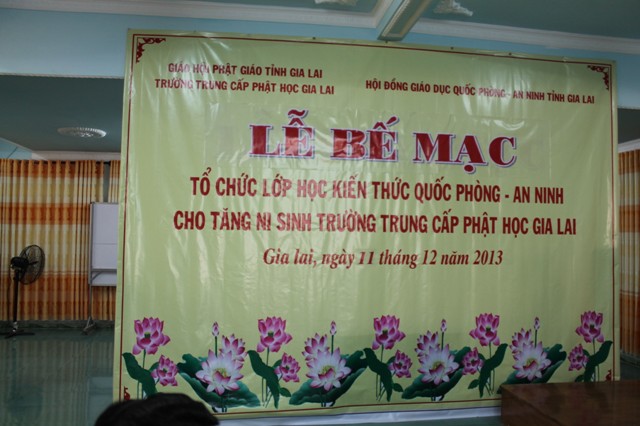 GIÁO HỘI PHẬT GIÁO TỈNH GIA LAI
TRƯỜNG TRUNG CẤP PHẬT HỌC GIA LAI
HỘI ĐỒNG GIÁO DỤC QUỐC PHÒNG - AN NINH TỈNH GIA LAI
LỄ BẾ MẠC
TỔ CHỨC LỚP HỌC KIẾN THỨC QUỐC PHÒNG - AN NINH
CHO TĂNG NI SINH TRƯỜNG TRUNG CẤP PHẬT HỌC GIA LAI
Gia lai, ngày 11 tháng 12 năm 2013